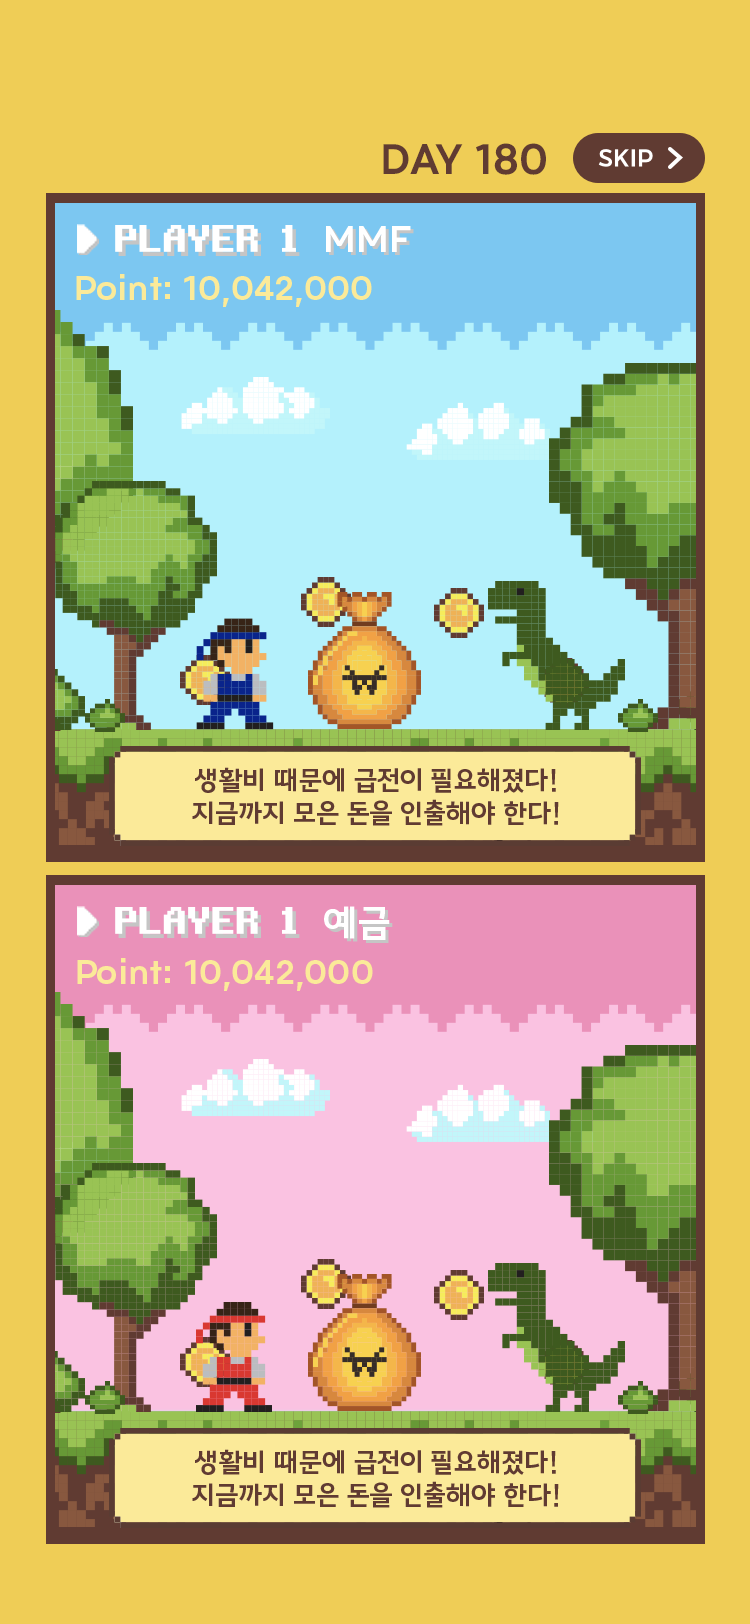 DAY 180
SKIP
PLAYER 1 MMF
Point: 10,042,000
생활비 때문에 급전이 필요해졌다!
지금까지 모은 돈을 인출해야 한다!
PLAYER 1 예금
Point: 10,042,000
생활비 때문에 급전이 필요해졌다!
지금까지 모은 돈을 인출해야 한다!